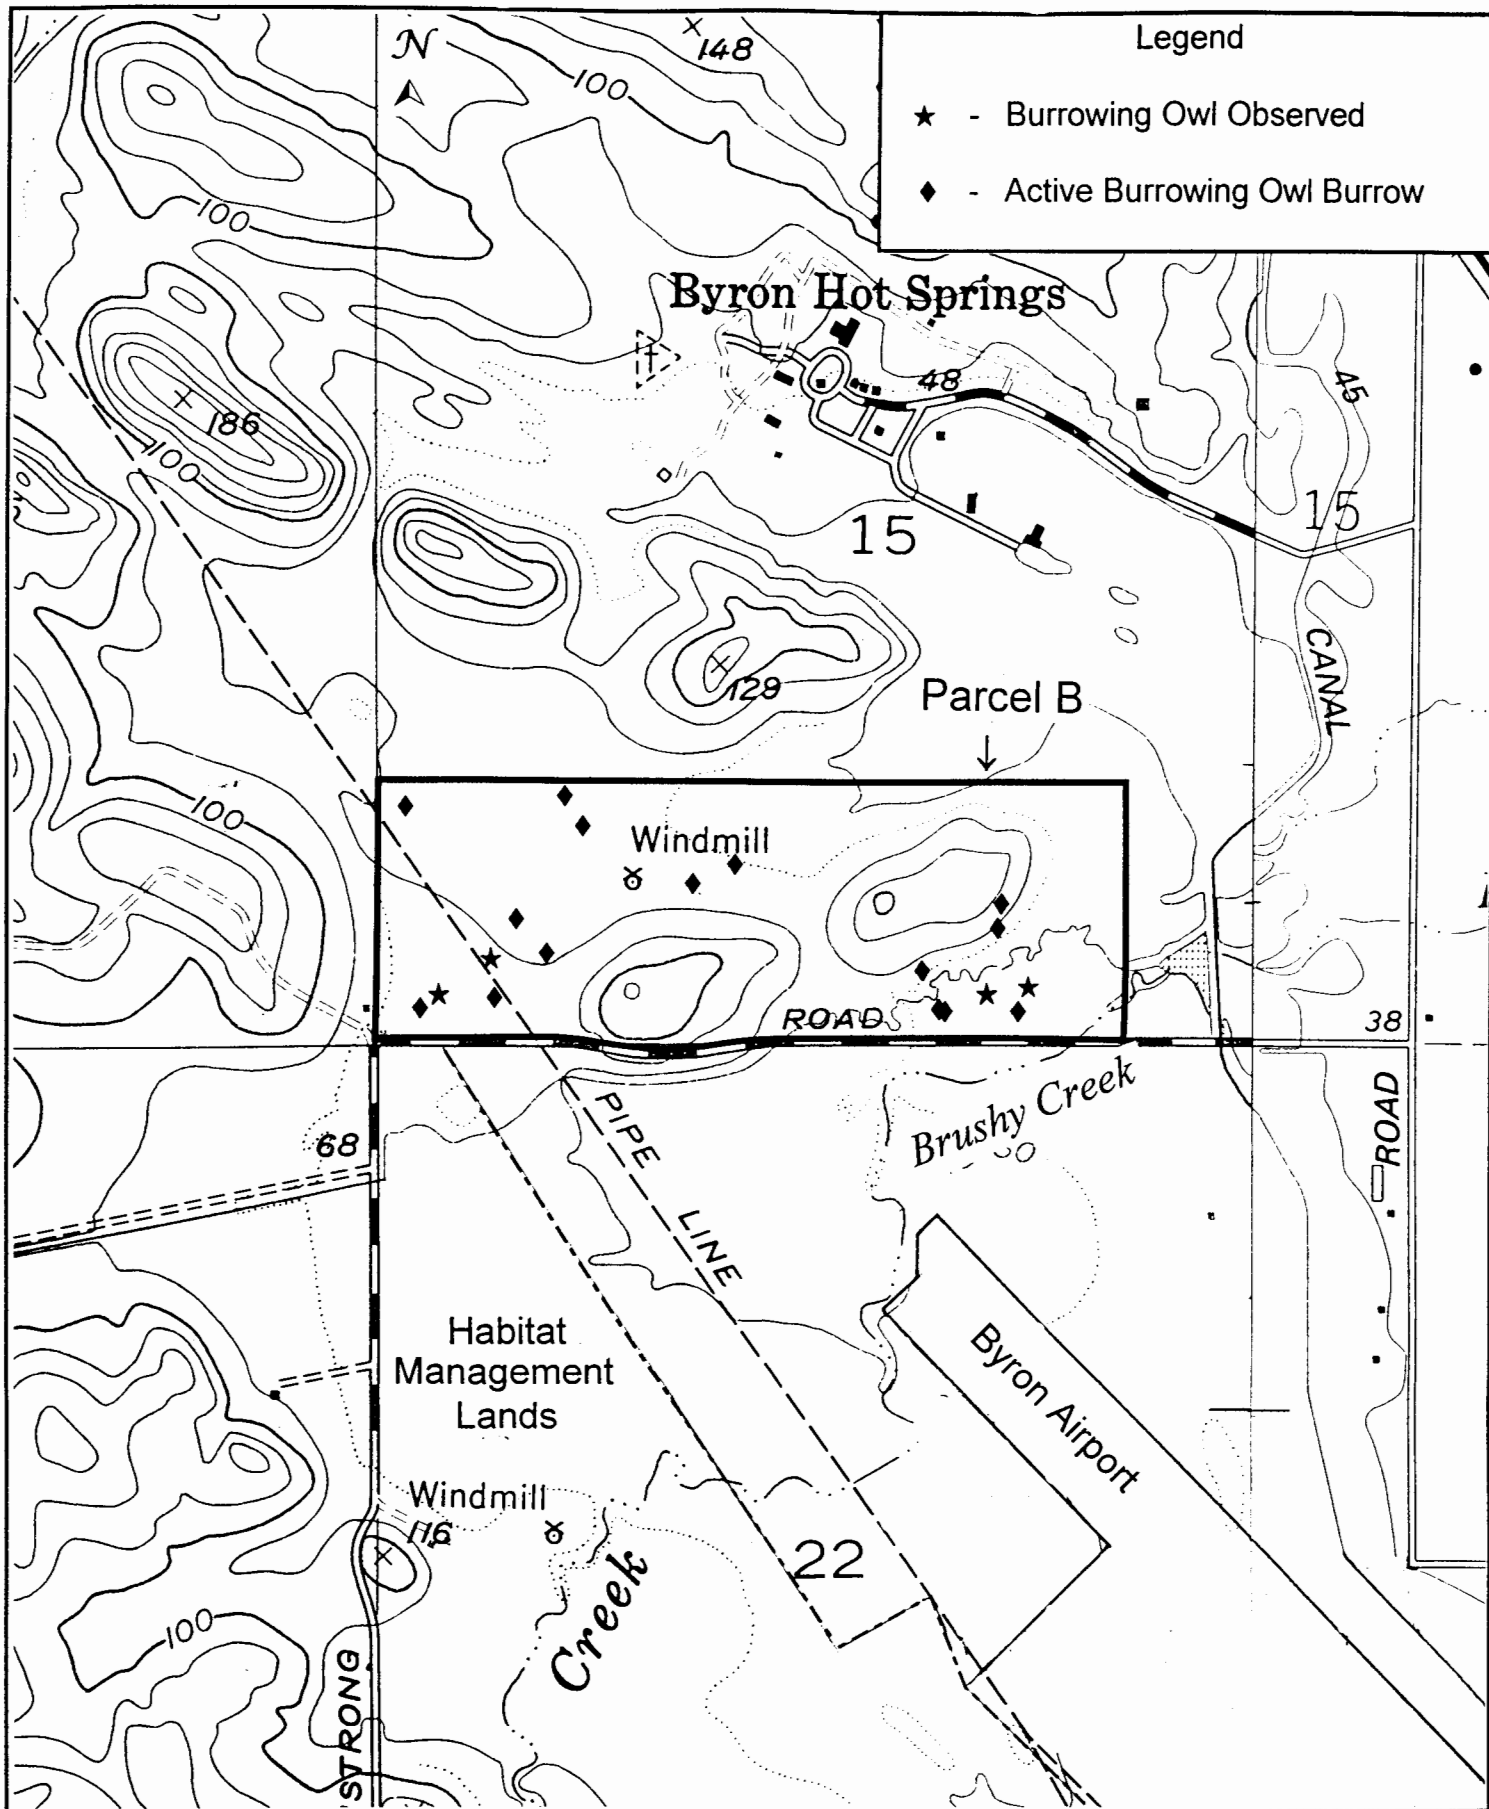 N
148
100
Legend
★ - Burrowing Owl Observed
♦ - Active Burrowing Owl Burrow
100
Byron Hot Springs
48
45
186
100
15
15
129
CANAL
Parcel B
100
Windmill
ROAD
38
Brushy Creek
68
PIPE LINE
ROAD
Habitat
Management
Lands
Byron Airport
Windmill
116
22
Creek
100
STRONG